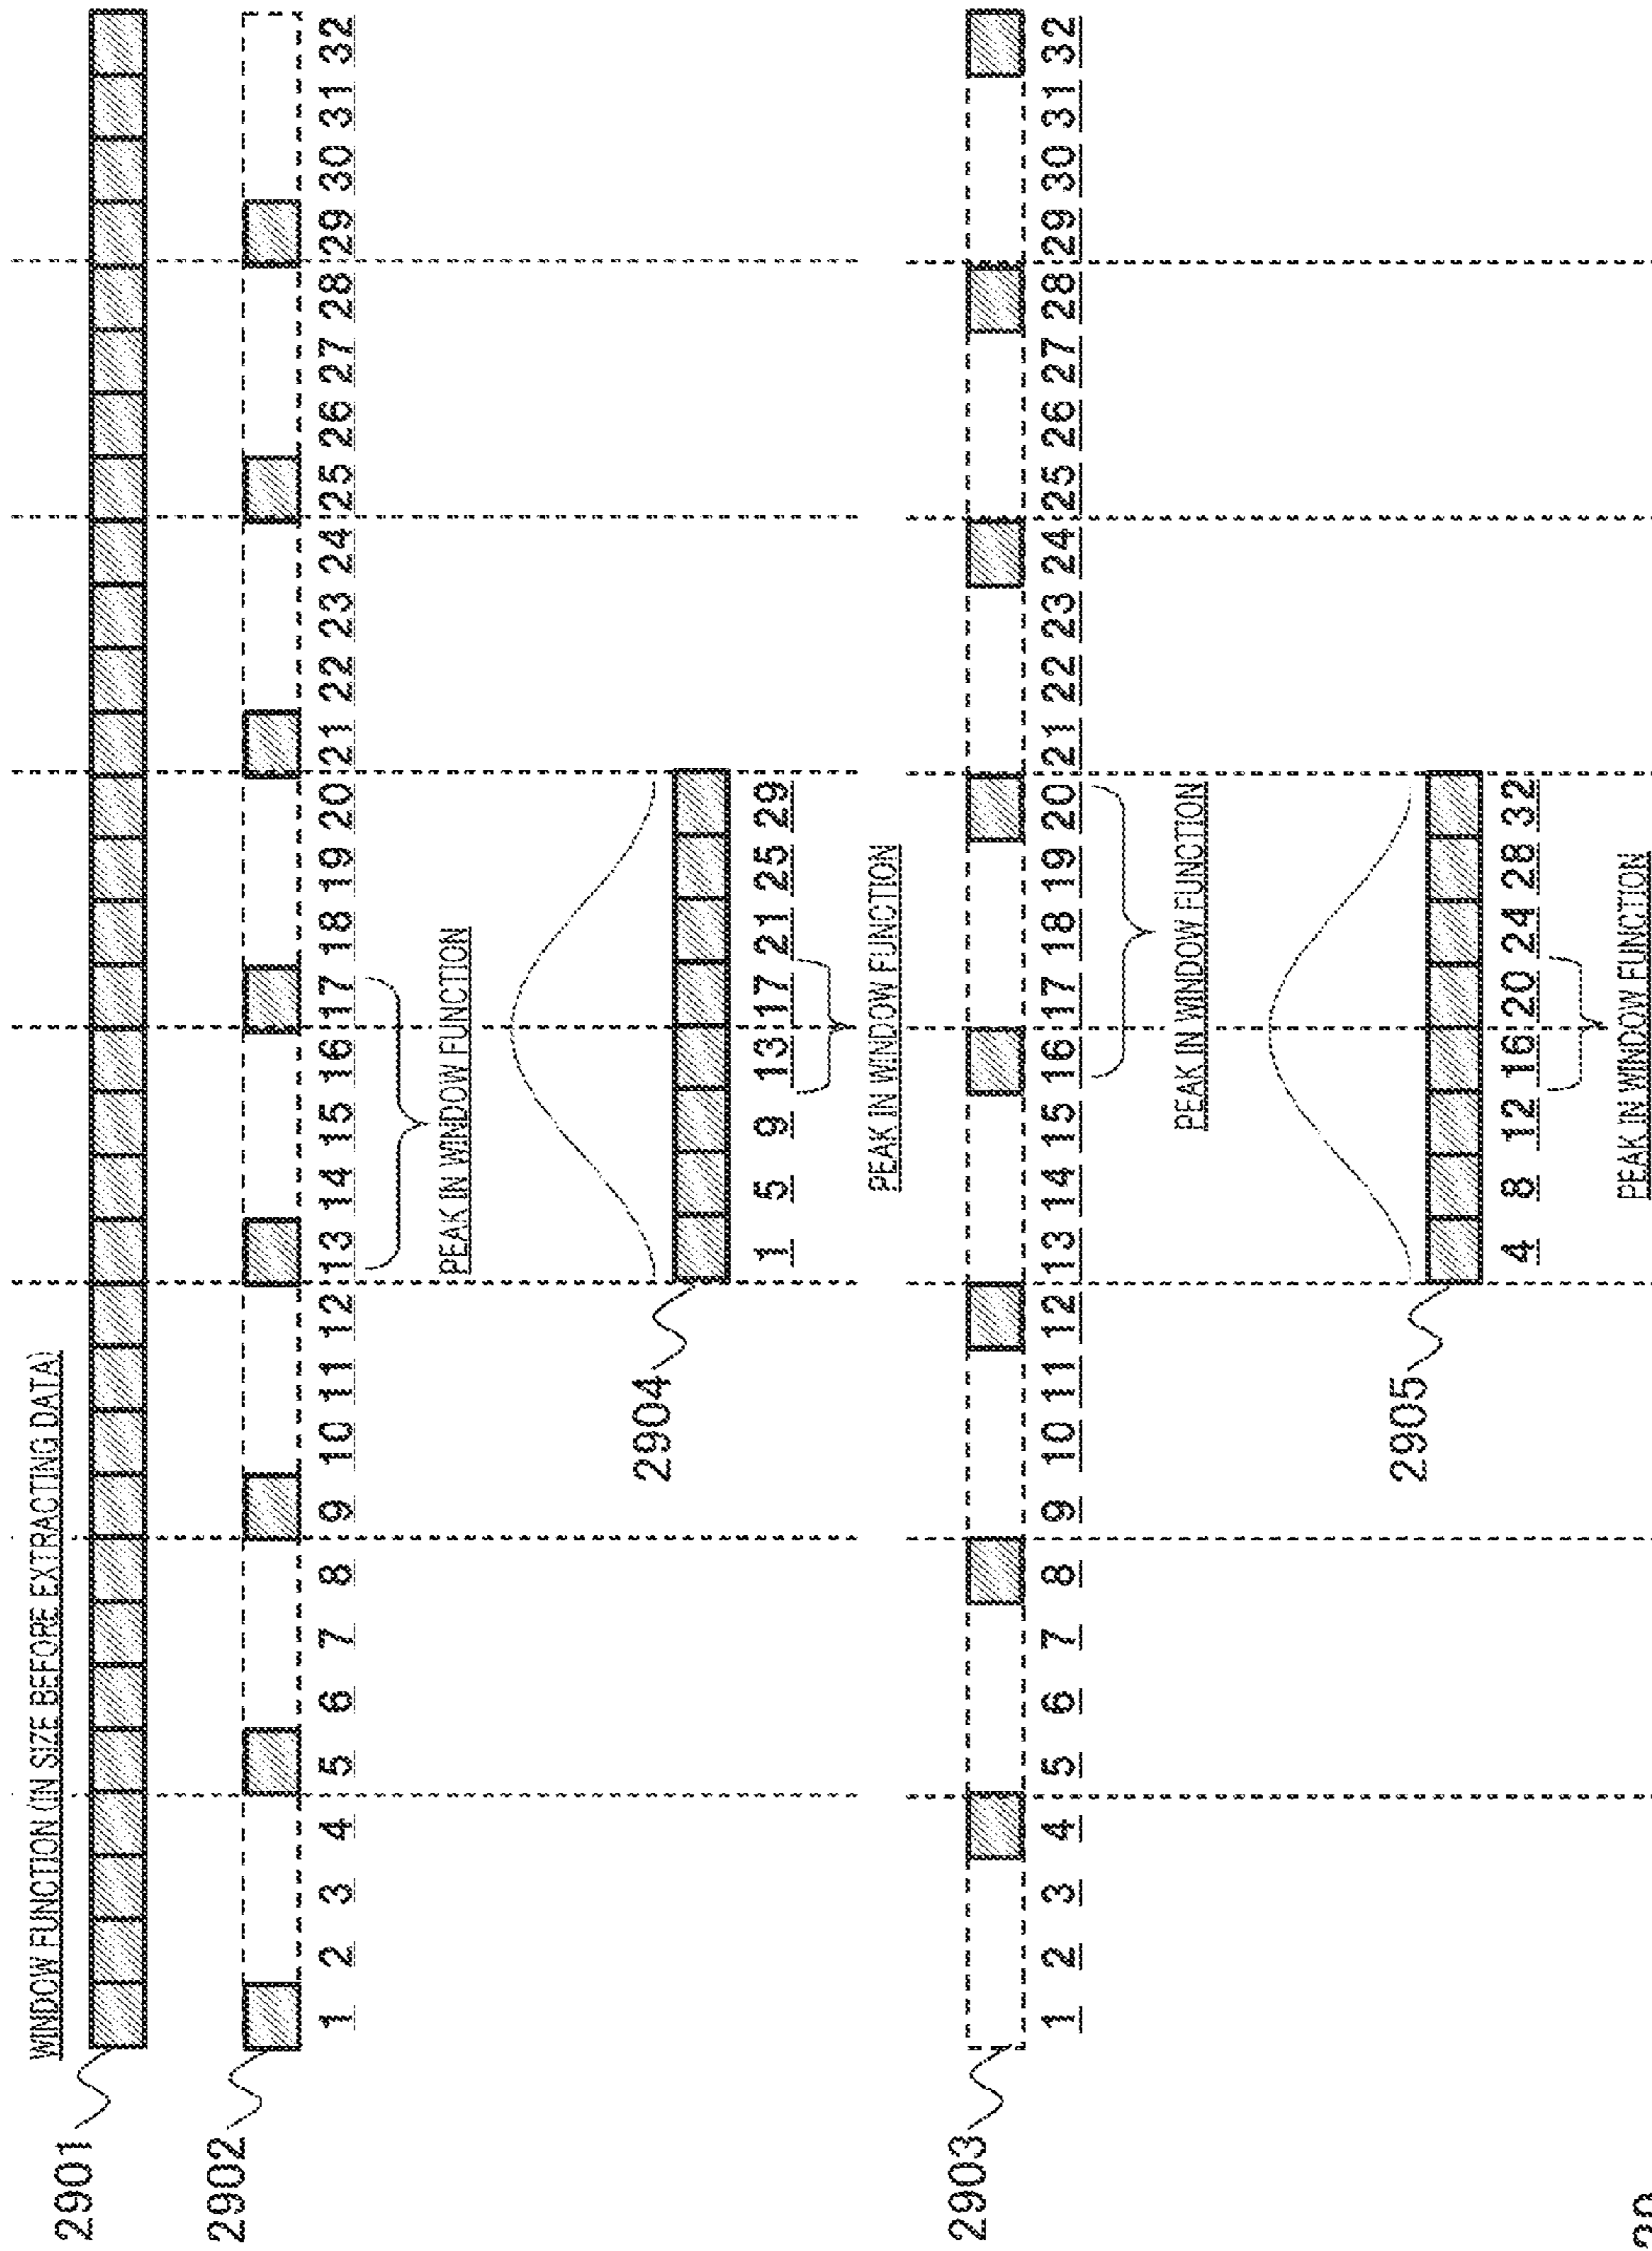 WINDOW FUNCTION (IN SIZE BEFORE EXTRACTING DATA)
2901
2902
1 2 3 4 5 6 7 8 9 10 11 12 13 14 15 16 17 18 19 20 21 22 23 24 25 26 27 28 29 30 31 32
PEAK IN WINDOW FUNCTION
2904
1 5 9 13 17 21 25 29
PEAK IN WINDOW FUNCTION
2903
1 2 3 4 5 6 7 8 9 10 11 12 13 14 15 16 17 18 19 20 21 22 23 24 25 26 27 28 29 30 31 32
PEAK IN WINDOW FUNCTION
2905
4 8 12 16 20 24 28 32
PEAK IN WINDOW FUNCTION